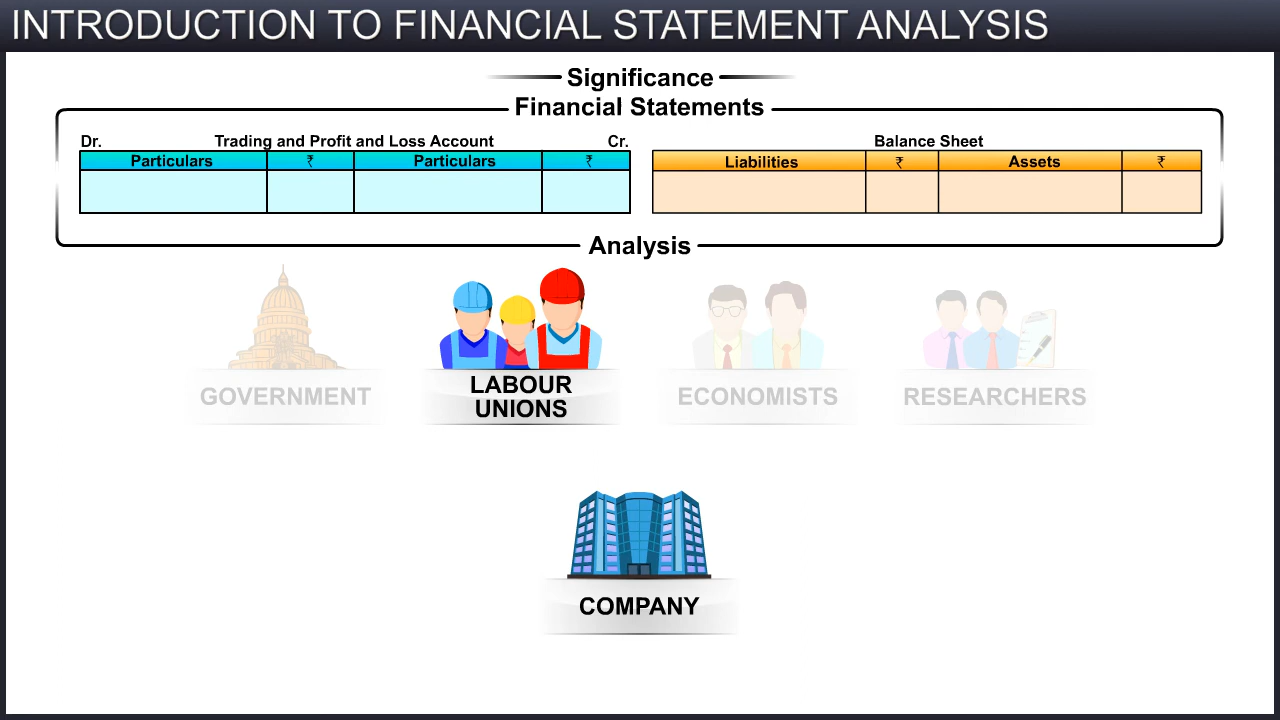 INTRODUCTION TO FINANCIAL STATEMENT ANALYSIS
Significance
Financial Statements
Dr. Trading and Profit and Loss Account Cr.
Particulars ₹ Particulars ₹
Balance Sheet
Liabilities ₹ Assets ₹
Analysis
GOVERNMENT
LABOUR
UNIONS
ECONOMISTS
RESEARCHERS
COMPANY